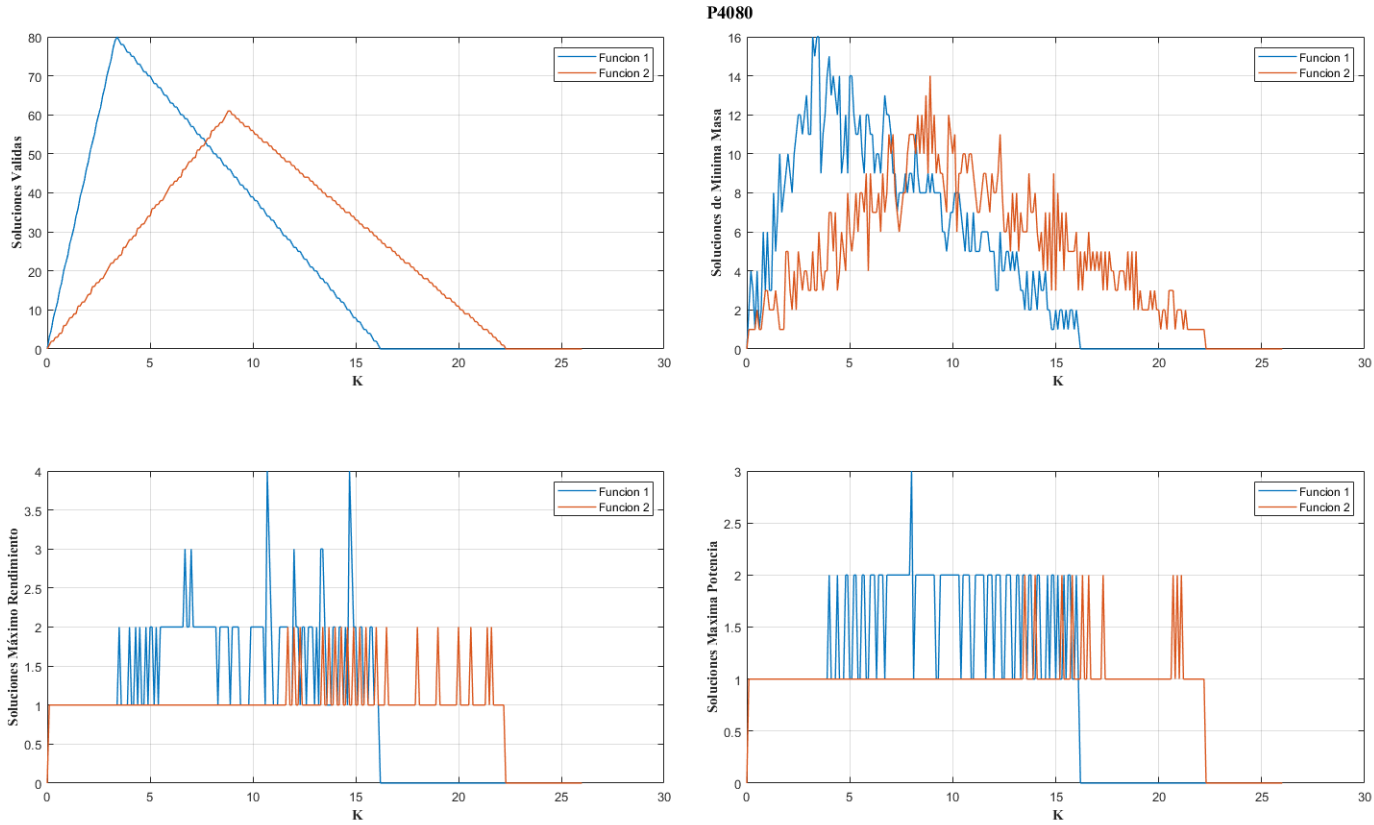 P4080
Soluciones Validas
80
70
60
50
40
30
20
10
0
0 5 10 15 20 25 30
K
Funcion 1
Funcion 2
Soluciones de Minima Masa
16
14
12
10
8
6
4
2
0
0 5 10 15 20 25 30
K
Funcion 1
Funcion 2
Soluciones Máximo Rendimiento
4
3.5
3
2.5
2
1.5
1
0.5
0
0 5 10 15 20 25 30
K
Funcion 1
Funcion 2
Soluciones Maxima Potencia
3
2.5
2
1.5
1
0.5
0
0 5 10 15 20 25 30
K
Funcion 1
Funcion 2